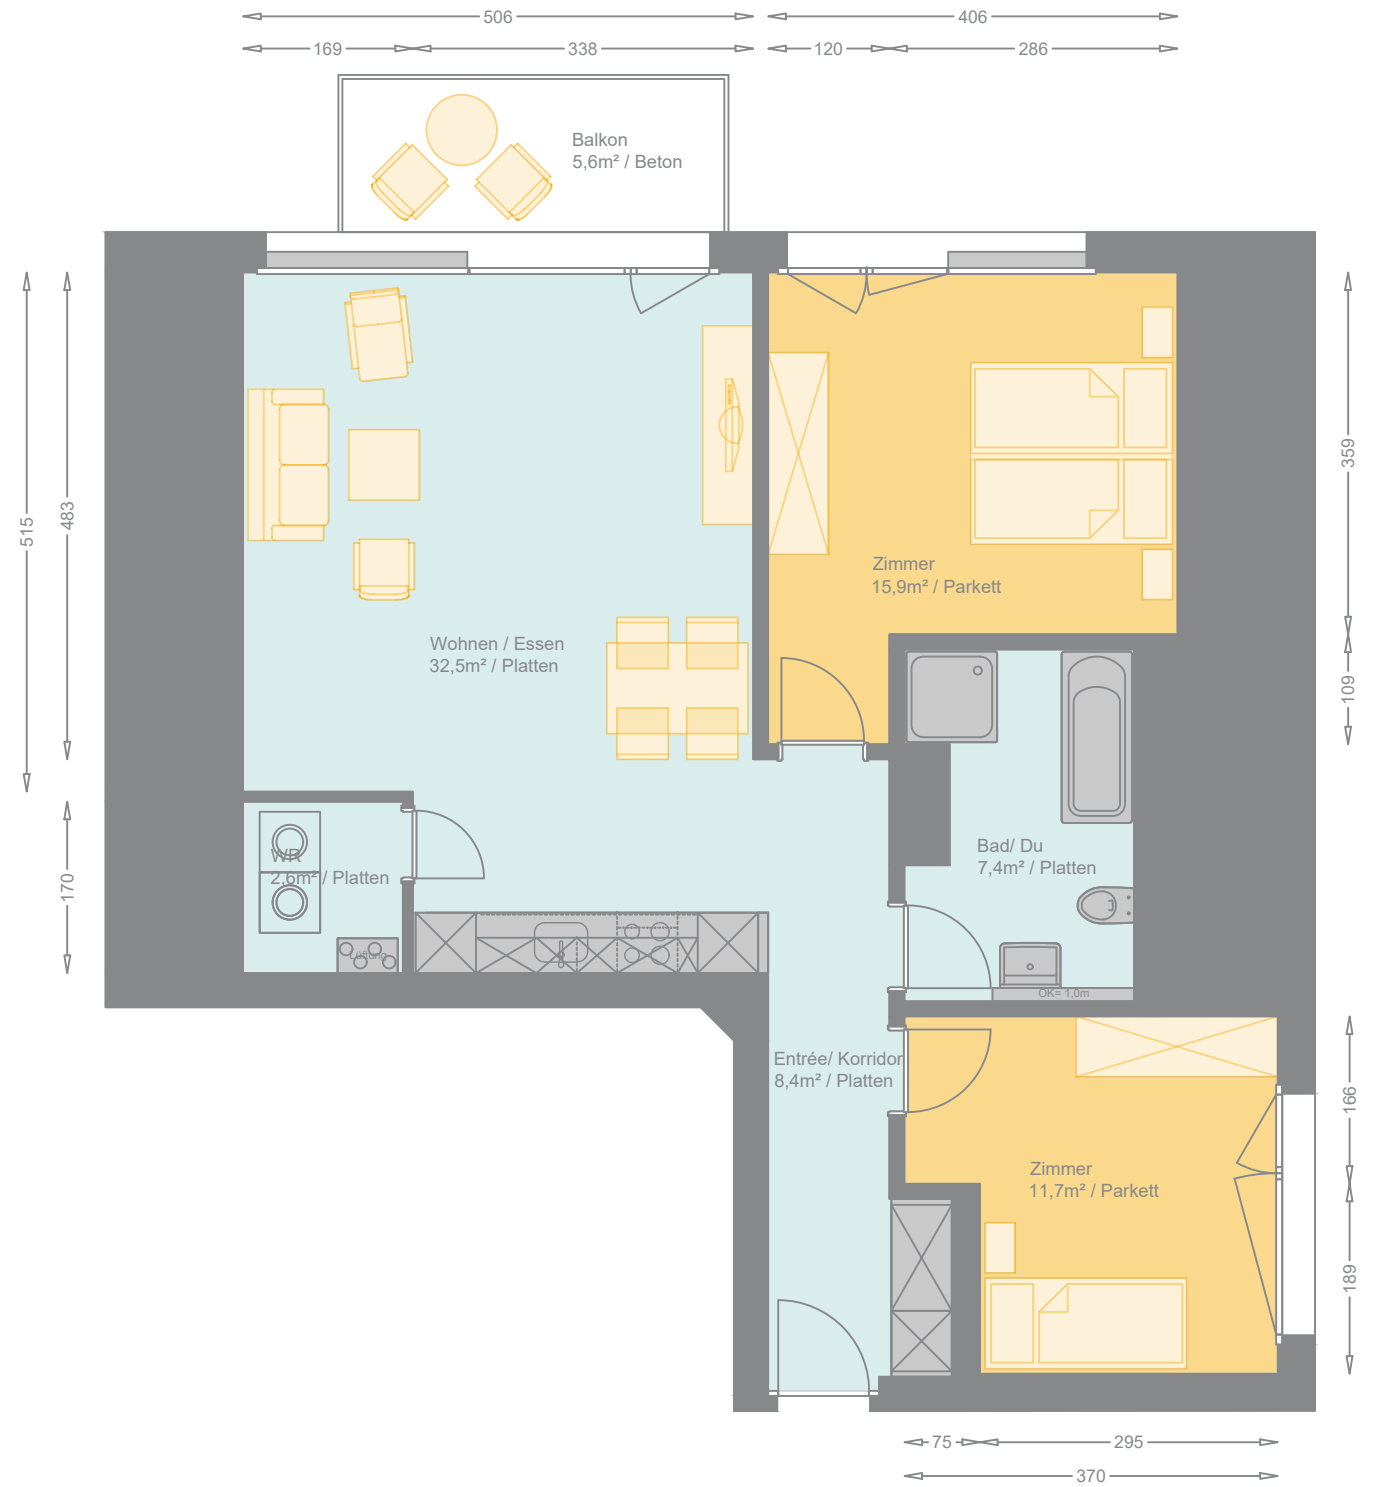 506
406
169
338
120
286
Balkon
5,6m² / Beton
515
483
359
Zimmer
15,9m² / Parkett
Wohnen / Essen
32,5m² / Platten
109
170
WR
2,6m² / Platten
Bad/ Du
7,4m² / Platten
Lüftung
OK= 1,0m
Entrée/ Korridor
8,4m² / Platten
166
Zimmer
11,7m² / Parkett
189
75
295
370